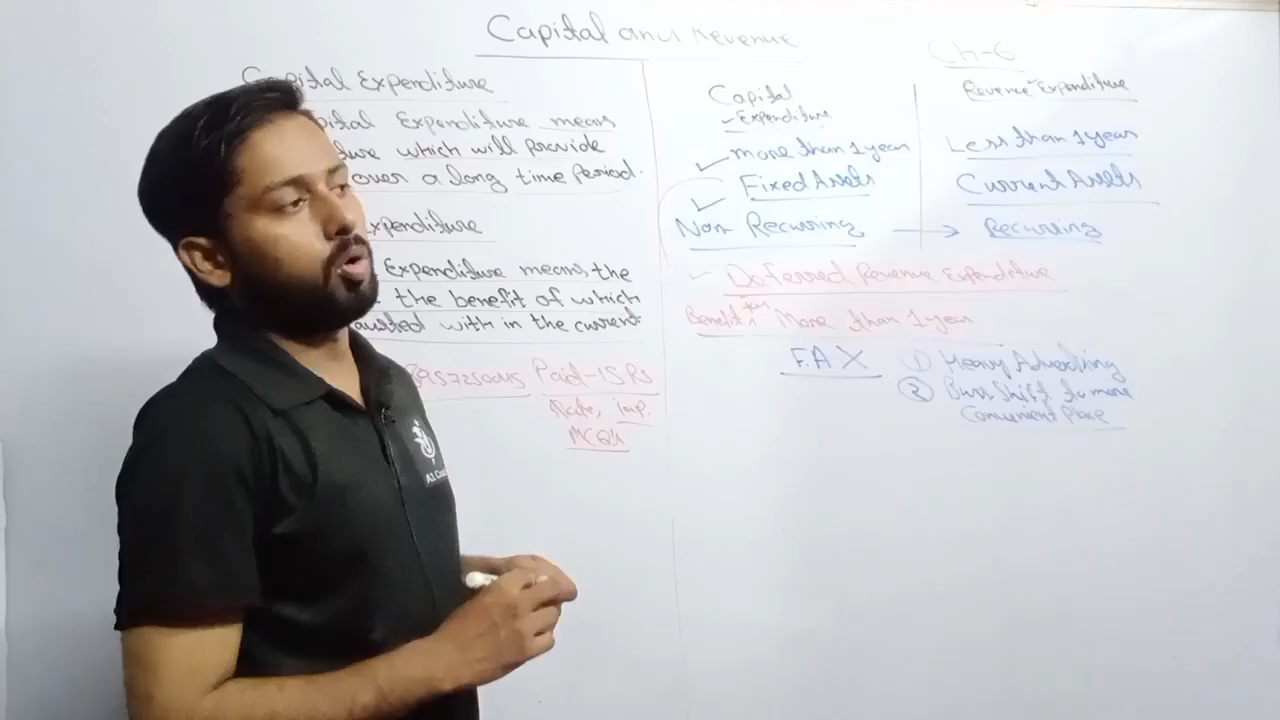 Capital and Revenue
Ch-6
Capital Expenditure
Capital Expenditure means
which will provide
over a long time Period.
Expenditure
Expenditure means the
the benefit of which
with in the current
Paid-15 Rs
Note, imp.
MCQ's
Capital
Expenditure
more than 1 year
Fixed Assets
Non Recurring
Revenue Expenditure
Less than 1 year
Current Assets
Recurring
Deferred Revenue Expenditure
Benefit for More than 1 year
F.A X
① Heavy Advertising
② Busn Shift to more
Convenient Place